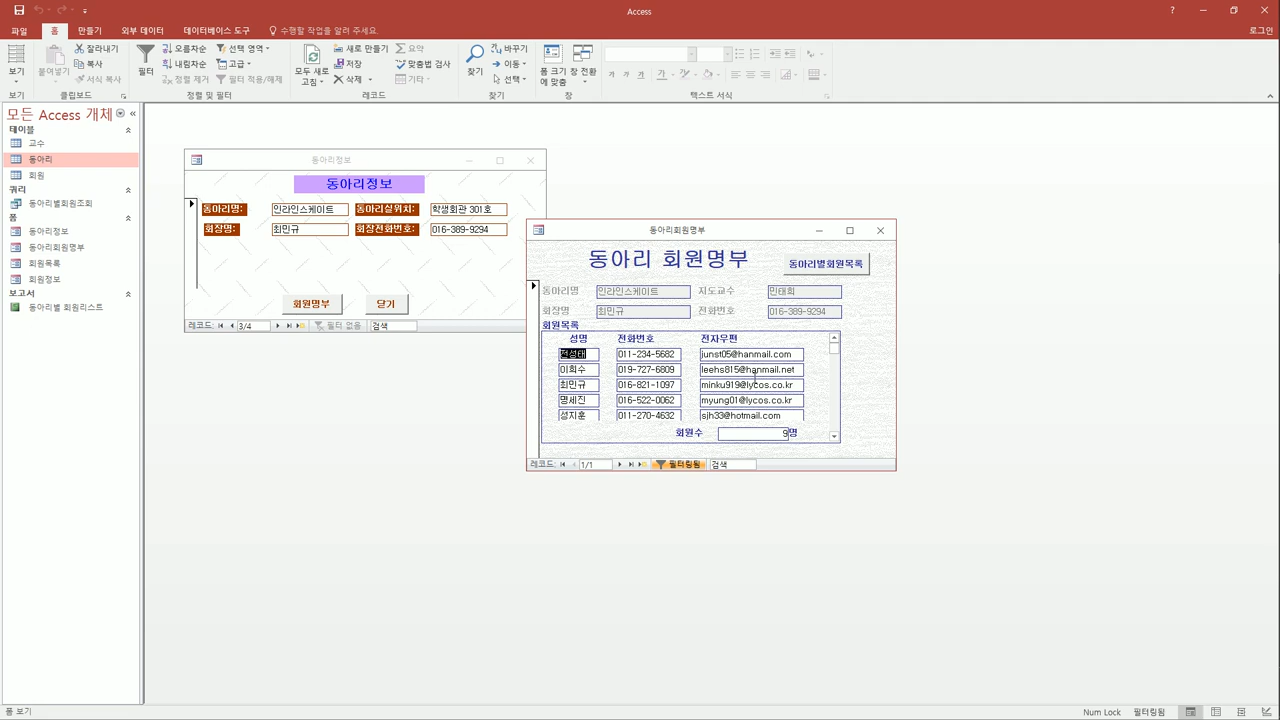 Access
로그인
파일 홈 만들기 외부 데이터 데이터베이스 도구 수행할 작업을 알려 주세요.
보기
보기
붙여넣기
잘라내기
복사
서식 복사
클립보드
필터
오름차순
내림차순
정렬 제거
선택 영역
고급
필터 적용/해제
정렬 및 필터
모두 새로
고침
새로 만들기
저장
삭제
요약
맞춤법 검사
기타
레코드
찾기
바꾸기
이동
선택
찾기
폼 크기
에 맞춤
창 전환
창
가 가 가
텍스트 서식
모든 Access 개체
테이블
교수
동아리
회원
쿼리
동아리별회원조회
폼
동아리정보
동아리회원명부
회원목록
회원정보
보고서
동아리별 회원리스트
동아리정보
동아리정보
동아리명: 인라인스케이트 동아리실위치: 학생회관 301호
회장명: 최민규 회장전화번호: 016-389-9294
회원명부 닫기
레코드: 3/4 필터 없음 검색
동아리회원명부
동아리 회원명부
동아리별회원목록
동아리명 인라인스케이트 지도교수 민태희
회장명 최민규 전화번호 016-389-9294
회원목록
성명 전화번호 전자우편
전성태 011-234-5682 junst05@hanmail.com
이희수 019-727-6809 leehs815@hanmail.net
최민규 016-821-1097 minku919@lycos.co.kr
명세진 016-522-0062 myung01@lycos.co.kr
성지훈 011-270-4632 sjh33@hotmail.com
회원수 9명
레코드: 1/1 필터링됨 검색
폼 보기
Num Lock 필터링됨